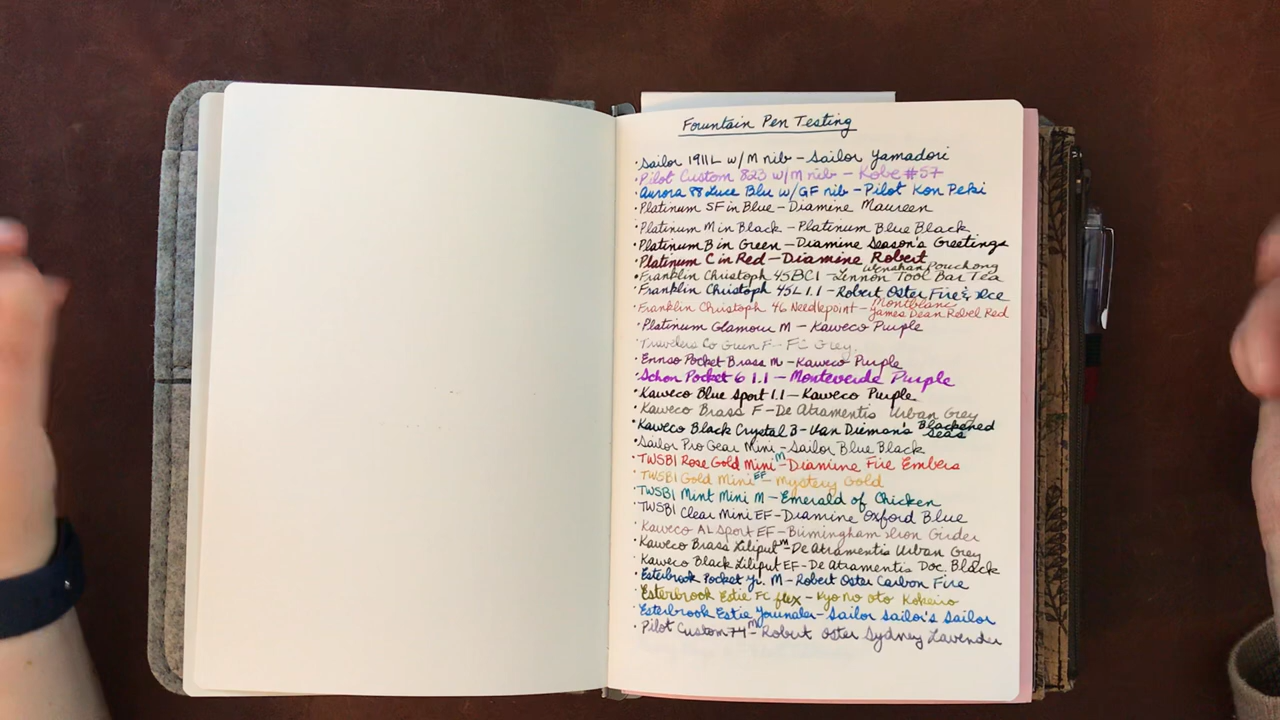 Fountain Pen Testing
· Sailor 1911L w/M nib – Sailor Yamadori
· Pilot Custom 823 w/M nib – Kobe #57
· Aurora 88 Luce Blu w/GF nib – Pilot Kon Peki
· Platinum SF in Blue – Diamine Maureen
· Platinum M in Black – Platinum Blue Black
· Platinum B in Green – Diamine Season's Greetings
· Platinum C in Red – Diamine Robert
· Franklin Christoph 45 BC1 – Lennon Tool Bar Wenshan Pouchong Tea
· Franklin Christoph 45L 1.1 – Robert Oster Fire & Ice
· Franklin Christoph 46 Needlepoint – Montblanc James Dean Rebel Red
· Platinum Glamour M – Kaweco Purple
· Travelers Co Green F – FC Grey.
· Ennso Pocket Brass M – Kaweco Purple
· Schon Pocket 6 1.1 – Monteverde Purple
· Kaweco Blue Sport 1.1 – Kaweco Purple
· Kaweco Brass F – De Atramentis Urban Grey
· Kaweco Black Crystal B – Van Dieman's Blackened Seas
· Sailor Pro Gear Mini – Sailor Blue Black
· TWSBI Rose Gold Mini M – Diamine Fire Embers
· TWSBI Gold Mini EF – Mystery Gold
· TWSBI Mint Mini M – Emerald of Chicken
· TWSBI Clear Mini EF – Diamine Oxford Blue
· Kaweco AL Sport EF – Birmingham Iron Girder
· Kaweco Brass Liliput M – De Atramentis Urban Grey
· Kaweco Black Liliput EF – De Atramentis Doc. Black
· Esterbrook Pocket Jr. M – Robert Oster Carbon Fire
· Esterbrook Estie FC flex – Kyo No Oto Kokeiro
· Esterbrook Estie Journaler – Sailor Sailor's Sailor
· Pilot Custom 74 M – Robert Oster Sydney Lavender